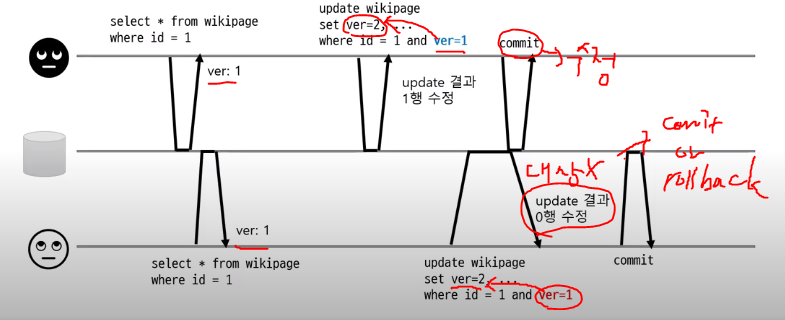 select * from wikipage
where id = 1
update wikipage
set ver=2, ...
where id = 1 and ver=1
commit
ver: 1
update 결과
1행 수정
comit
or
rollback
대상X
update 결과
0행 수정
ver: 1
select * from wikipage
where id = 1
update wikipage
set ver=2, ...
where id = 1 and ver=1
commit